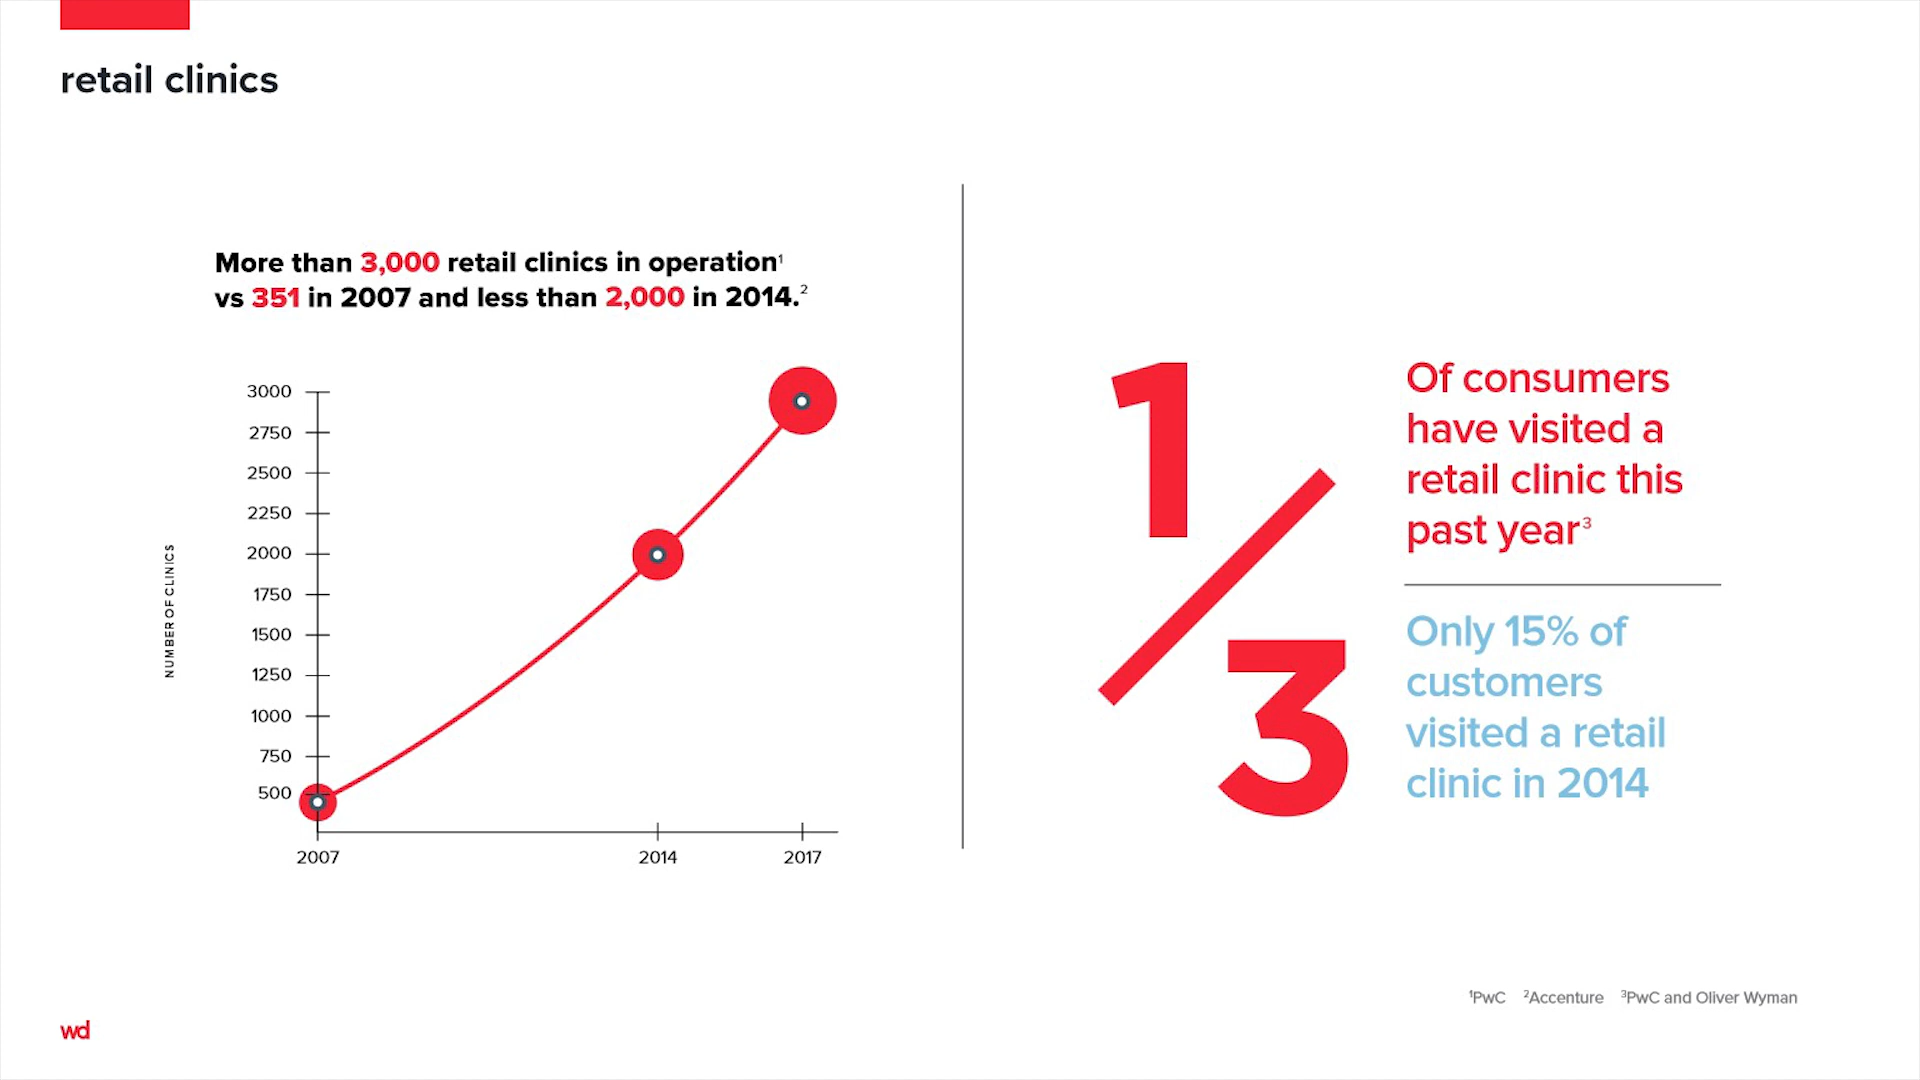 retail clinics
More than 3,000 retail clinics in operation¹
vs 351 in 2007 and less than 2,000 in 2014.²
3000
2750
2500
2250
2000
1750
1500
1250
1000
750
500
NUMBER OF CLINICS
2007 2014 2017
1/3
Of consumers
have visited a
retail clinic this
past year³
Only 15% of
customers
visited a retail
clinic in 2014
¹PwC ²Accenture ³PwC and Oliver Wyman
wd